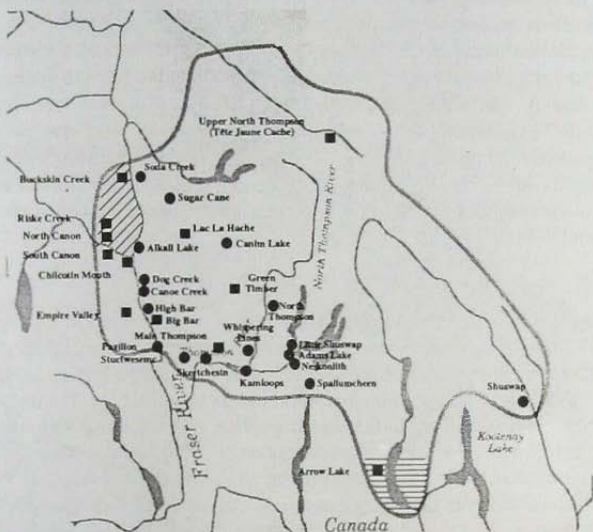 Upper North Thompson
(Tête Jaune Cache)
Buckskin Creek
Soda Creek
Sugar Cane
North Thompson River
Riske Creek
North Canon
Lac La Hache
South Canon
Alkali Lake
Canim Lake
Chilcotin Mouth
Dog Creek
Green
Timber
Canoe Creek
Empire Valley
High Bar
North
Thompson
Big Bar
Main Thompson
Whispering
Pines
Pavilion
Stuctwesemc
Little Shuswap
Adams Lake
Neskonlith
Skeetchesin
Kamloops
Spallumcheen
Shuswap
Fraser River
Kootenay
Lake
Arrow Lake
Canada